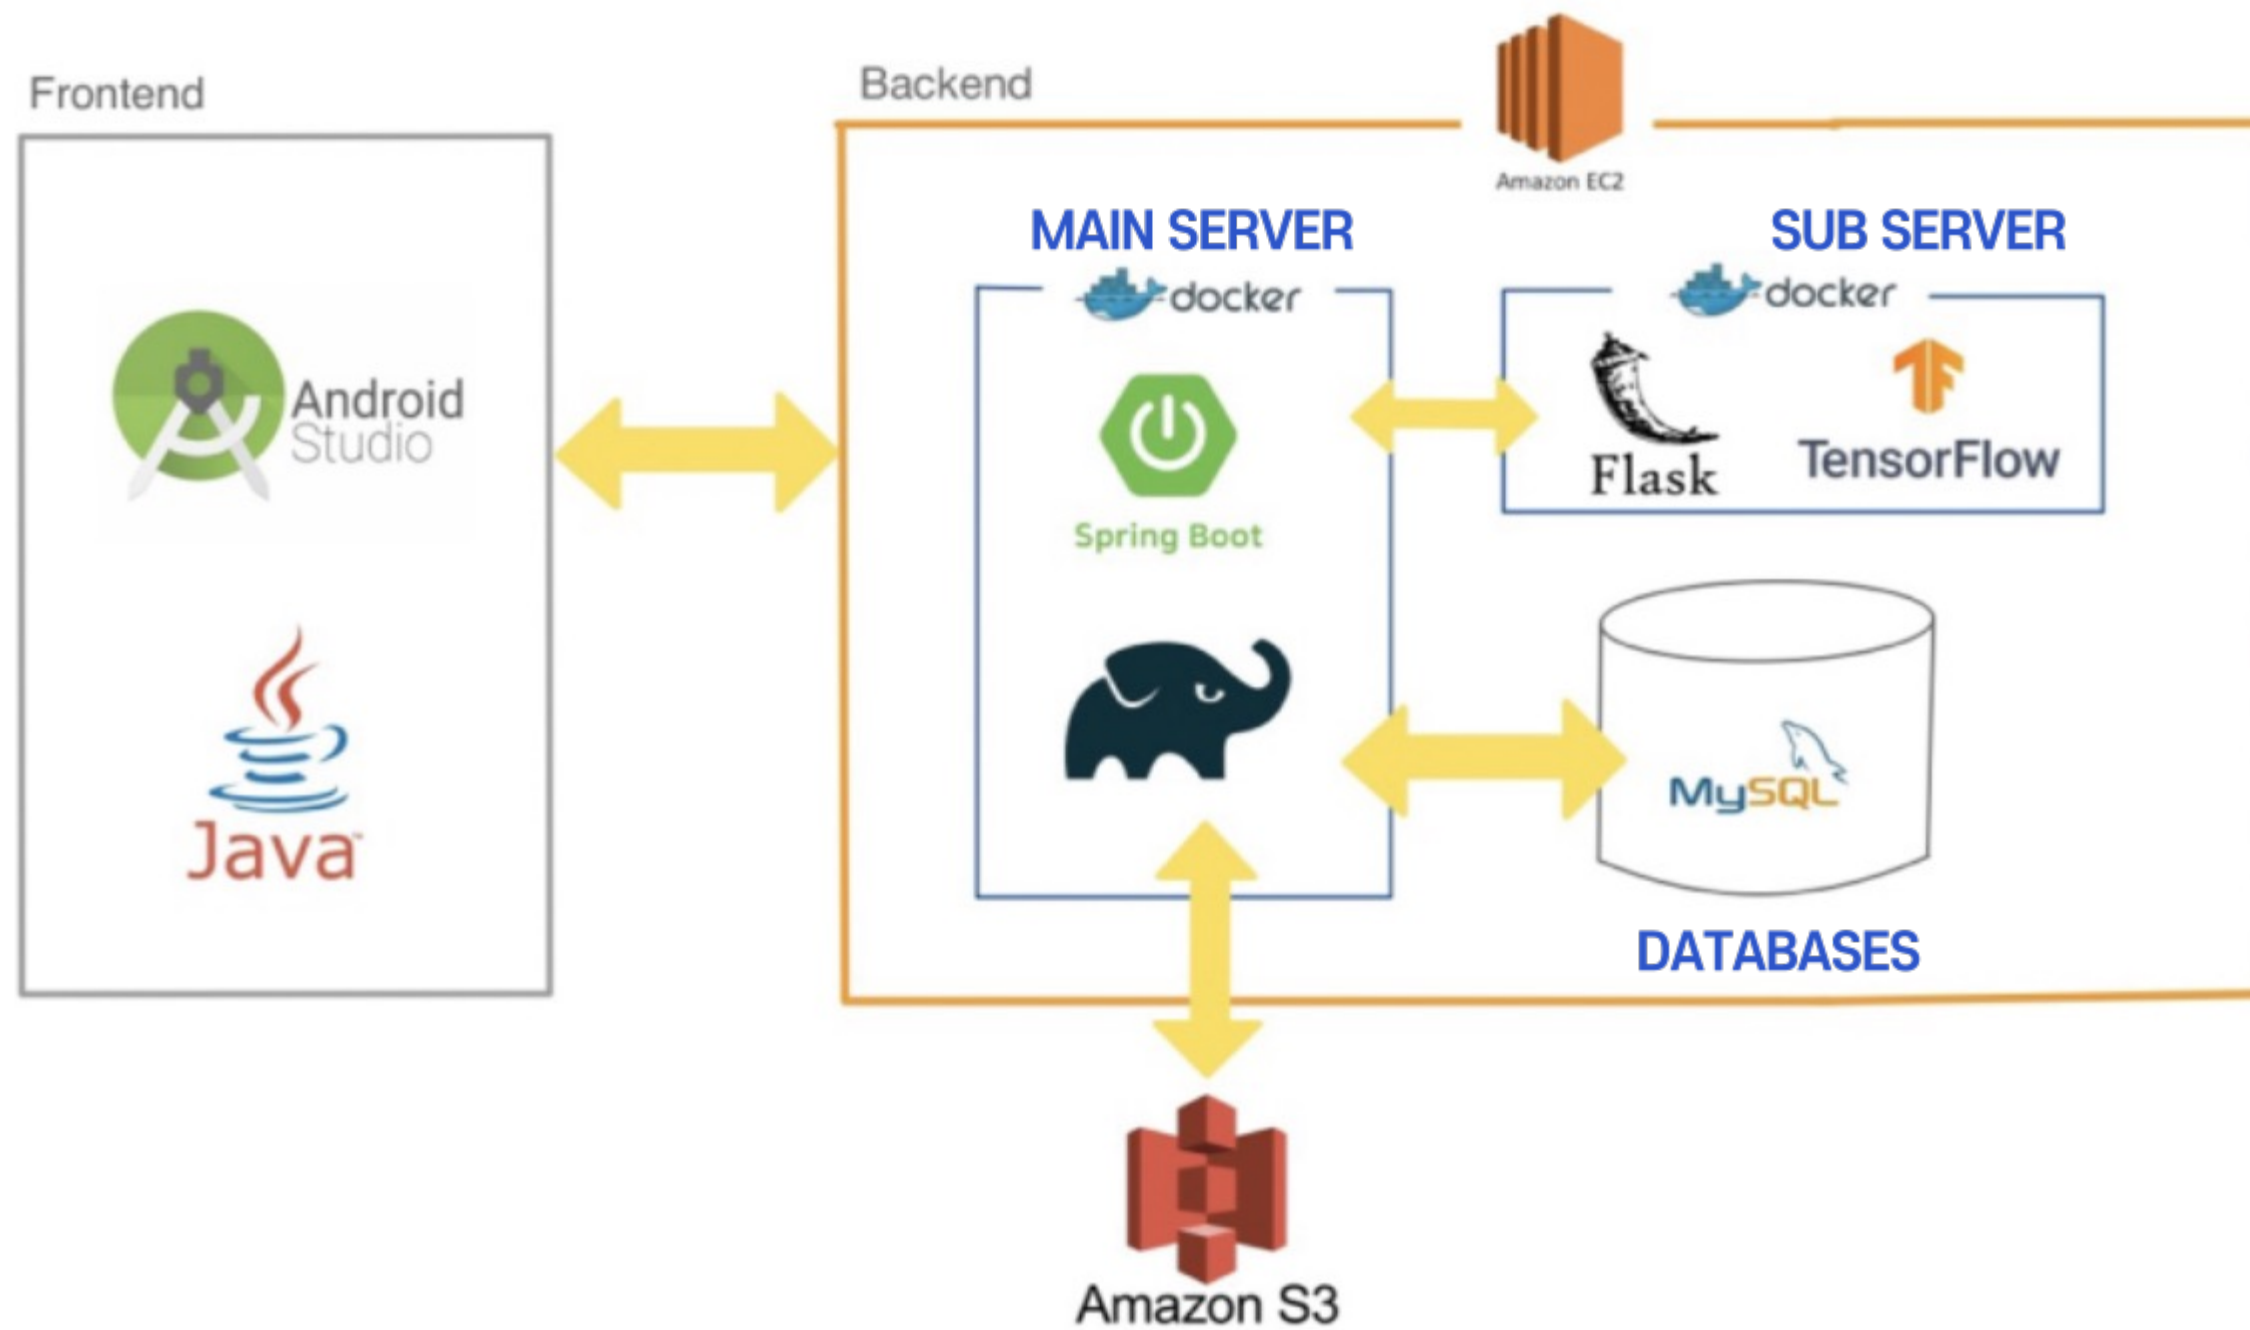 Frontend
Backend
Amazon EC2
MAIN SERVER
SUB SERVER
docker
docker
Android
Studio
Spring Boot
Flask
TensorFlow
Java™
MySQL
DATABASES
Amazon S3